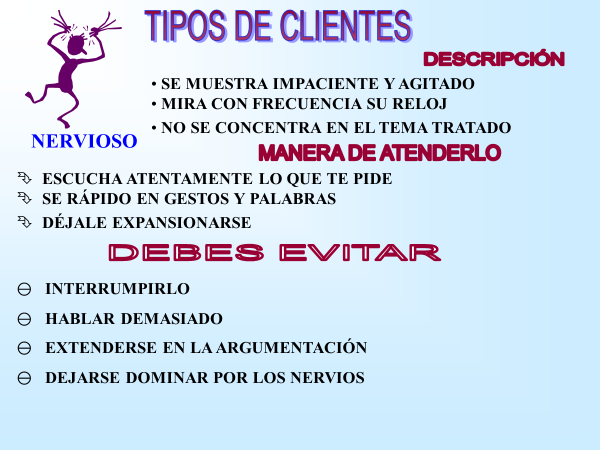 TIPOS DE CLIENTES
DESCRIPCIÓN
• SE MUESTRA IMPACIENTE Y AGITADO
• MIRA CON FRECUENCIA SU RELOJ
• NO SE CONCENTRA EN EL TEMA TRATADO
NERVIOSO
MANERA DE ATENDERLO
ESCUCHA ATENTAMENTE LO QUE TE PIDE
SE RÁPIDO EN GESTOS Y PALABRAS
DÉJALE EXPANSIONARSE
DEBES EVITAR
INTERRUMPIRLO
HABLAR DEMASIADO
EXTENDERSE EN LA ARGUMENTACIÓN
DEJARSE DOMINAR POR LOS NERVIOS